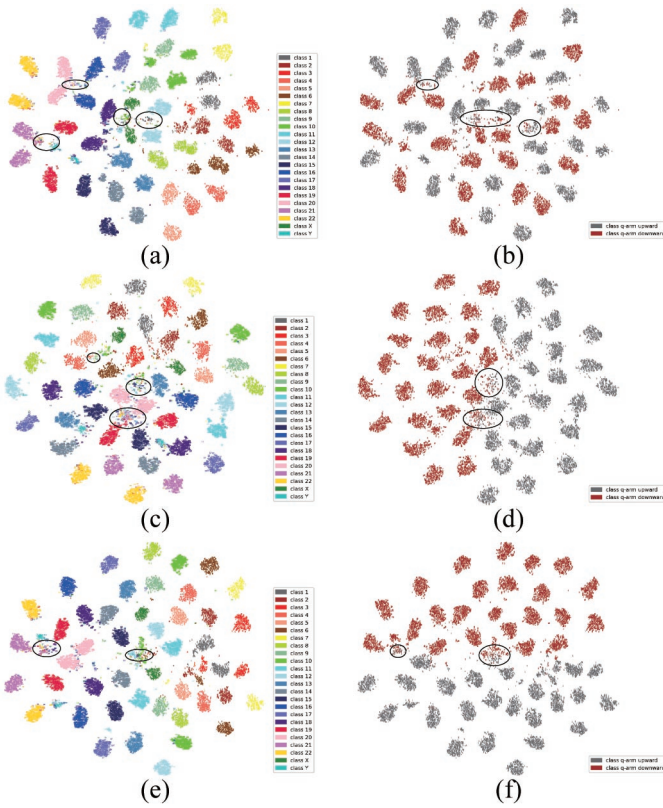 class 1
class 2
class 3
class 4
class 5
class 6
class 7
class 8
class 9
class 10
class 11
class 12
class 13
class 14
class 15
class 16
class 17
class 18
class 19
class 20
class 21
class 22
class X
class Y
class q-arm upward
class q-arm downward
(a)
(b)
class 1
class 2
class 3
class 4
class 5
class 6
class 7
class 8
class 9
class 10
class 11
class 12
class 13
class 14
class 15
class 16
class 17
class 18
class 19
class 20
class 21
class 22
class X
class Y
class q-arm upward
class q-arm downward
(c)
(d)
class 1
class 2
class 3
class 4
class 5
class 6
class 7
class 8
class 9
class 10
class 11
class 12
class 13
class 14
class 15
class 16
class 17
class 18
class 19
class 20
class 21
class 22
class X
class Y
class q-arm upward
class q-arm downward
(e)
(f)